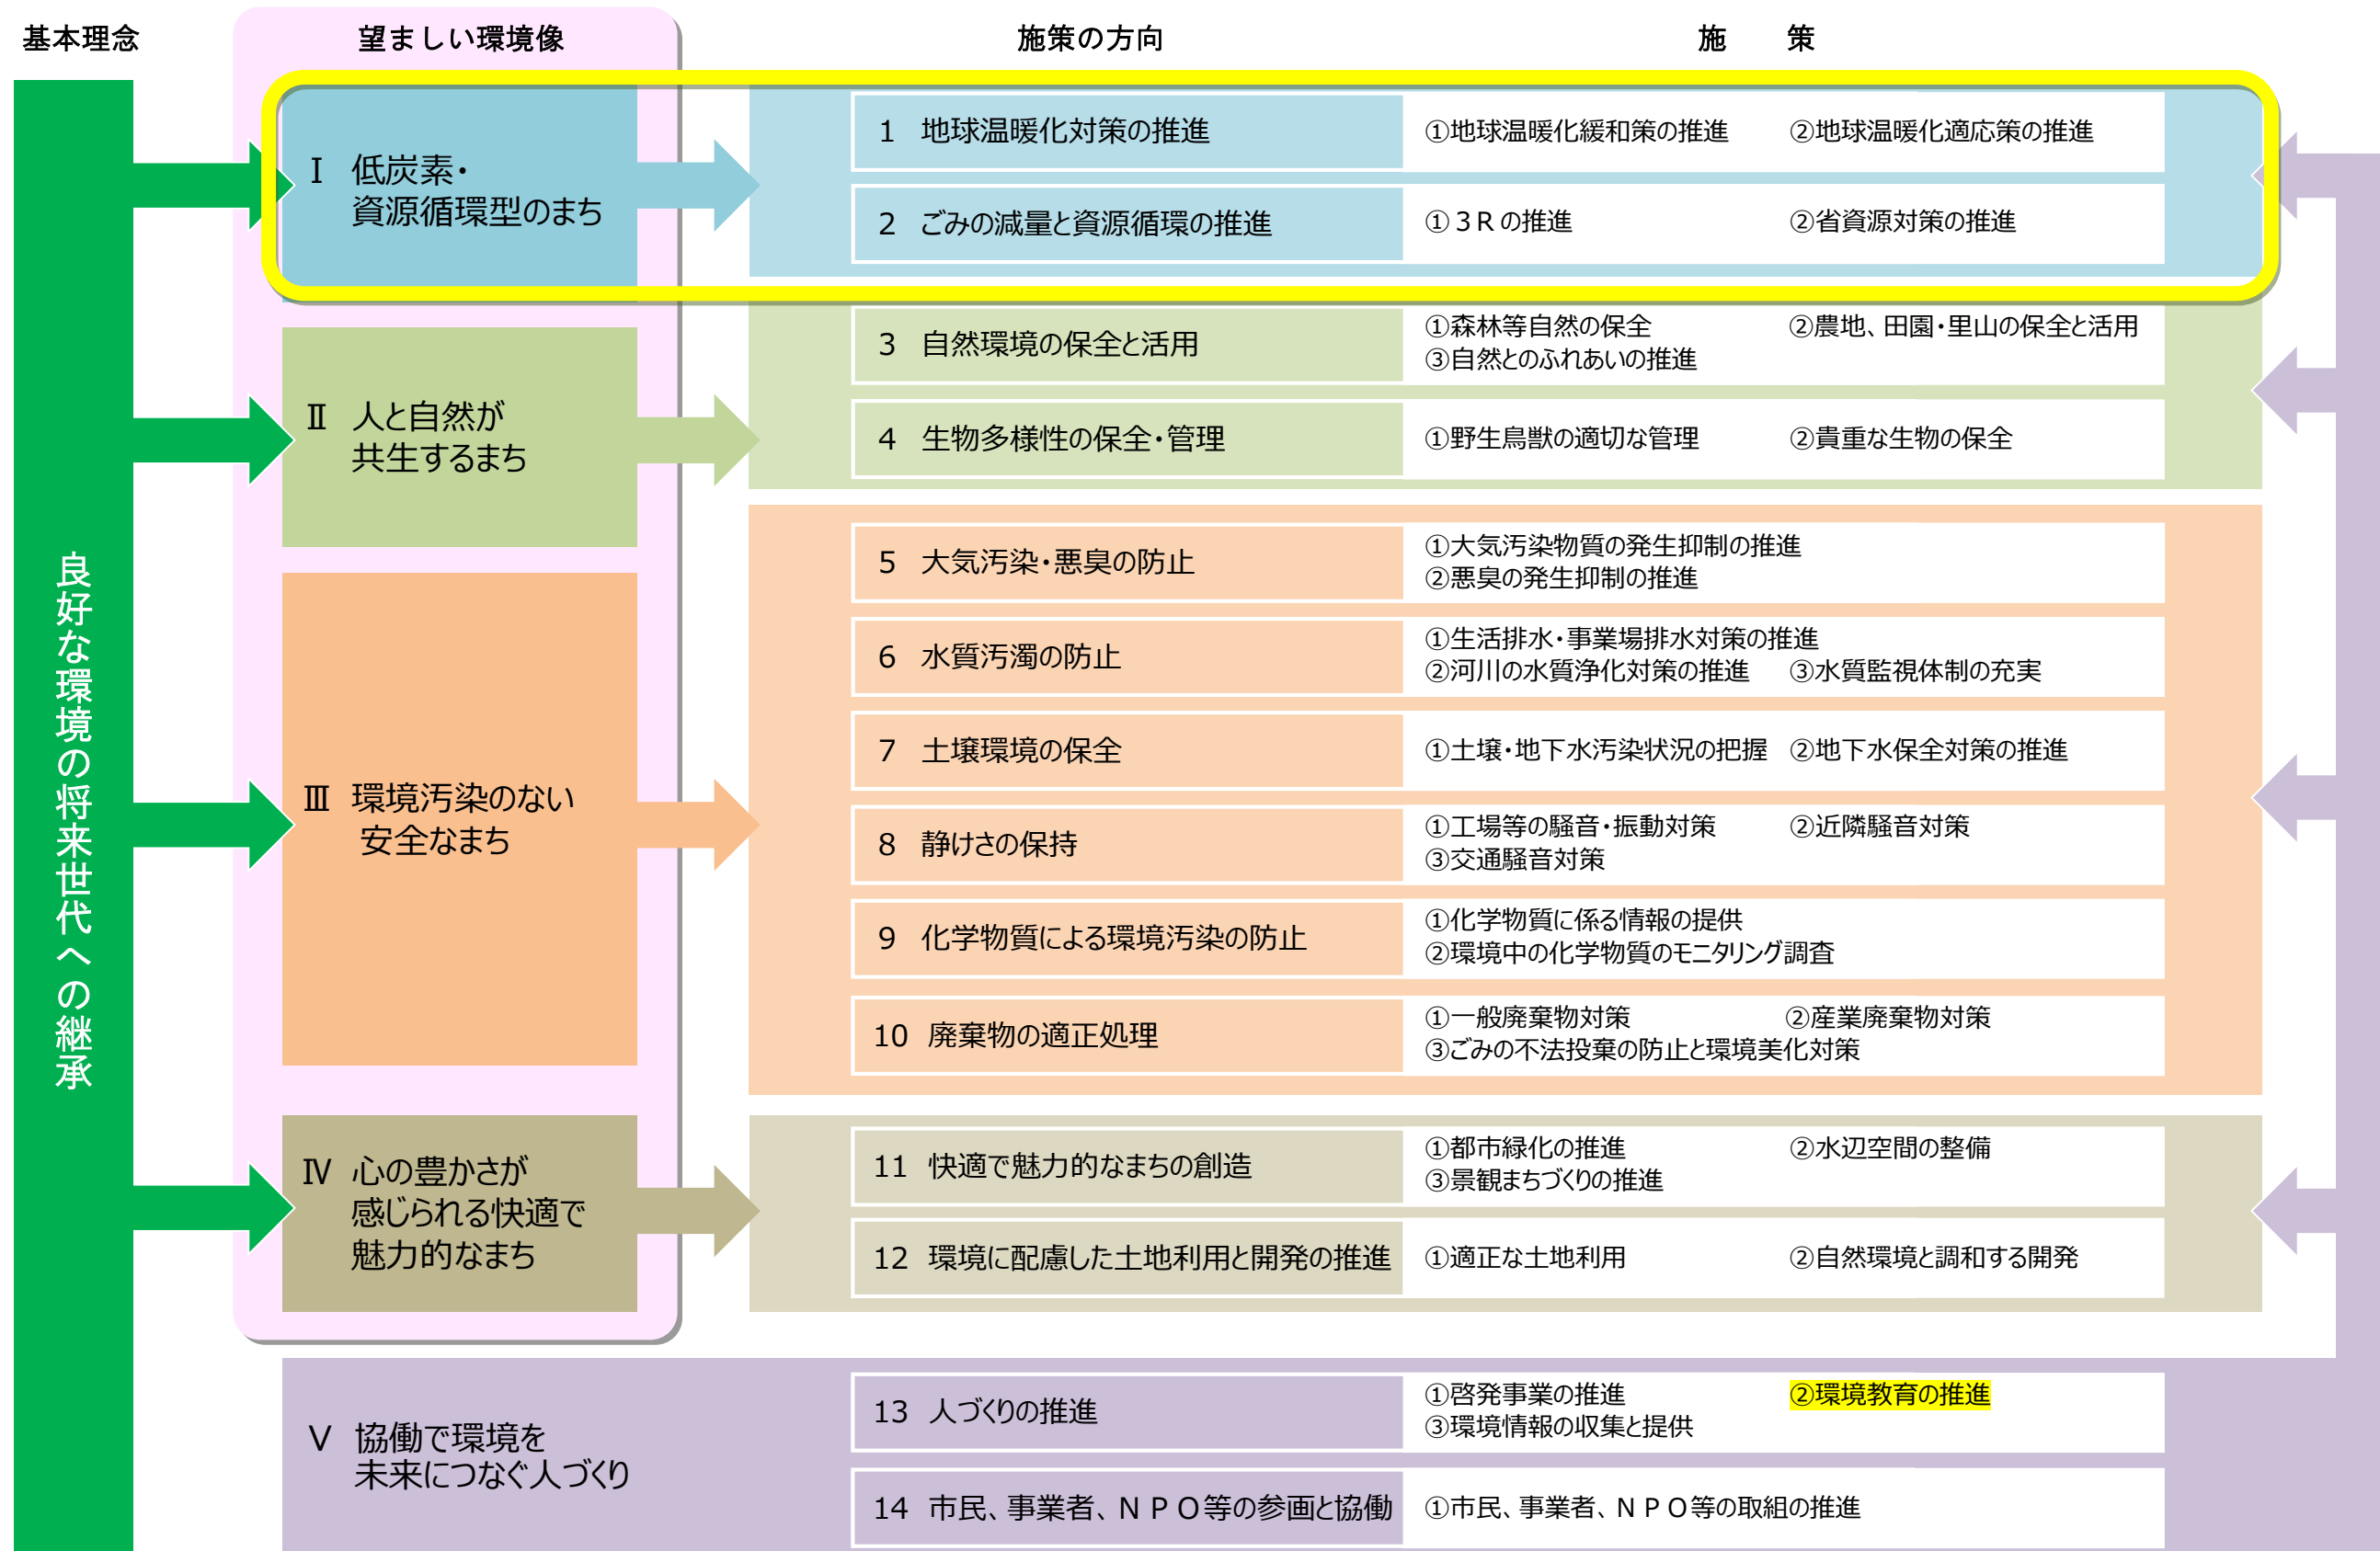 基本理念
望ましい環境像
施策の方向
施　策
良好な環境の将来世代への継承
Ⅰ 低炭素・
資源循環型のまち
1 地球温暖化対策の推進
①地球温暖化緩和策の推進 ②地球温暖化適応策の推進
2 ごみの減量と資源循環の推進
①３Ｒの推進 ②省資源対策の推進
Ⅱ 人と自然が
共生するまち
3 自然環境の保全と活用
①森林等自然の保全 ②農地、田園・里山の保全と活用
③自然とのふれあいの推進
4 生物多様性の保全・管理
①野生鳥獣の適切な管理 ②貴重な生物の保全
Ⅲ 環境汚染のない
安全なまち
5 大気汚染・悪臭の防止
①大気汚染物質の発生抑制の推進
②悪臭の発生抑制の推進
6 水質汚濁の防止
①生活排水・事業場排水対策の推進
②河川の水質浄化対策の推進 ③水質監視体制の充実
7 土壌環境の保全
①土壌・地下水汚染状況の把握 ②地下水保全対策の推進
8 静けさの保持
①工場等の騒音・振動対策 ②近隣騒音対策
③交通騒音対策
9 化学物質による環境汚染の防止
①化学物質に係る情報の提供
②環境中の化学物質のモニタリング調査
10 廃棄物の適正処理
①一般廃棄物対策 ②産業廃棄物対策
③ごみの不法投棄の防止と環境美化対策
Ⅳ 心の豊かさが
感じられる快適で
魅力的なまち
11 快適で魅力的なまちの創造
①都市緑化の推進 ②水辺空間の整備
③景観まちづくりの推進
12 環境に配慮した土地利用と開発の推進
①適正な土地利用 ②自然環境と調和する開発
Ⅴ 協働で環境を
未来につなぐ人づくり
13 人づくりの推進
①啓発事業の推進 ②環境教育の推進
③環境情報の収集と提供
14 市民、事業者、ＮＰＯ等の参画と協働
①市民、事業者、ＮＰＯ等の取組の推進